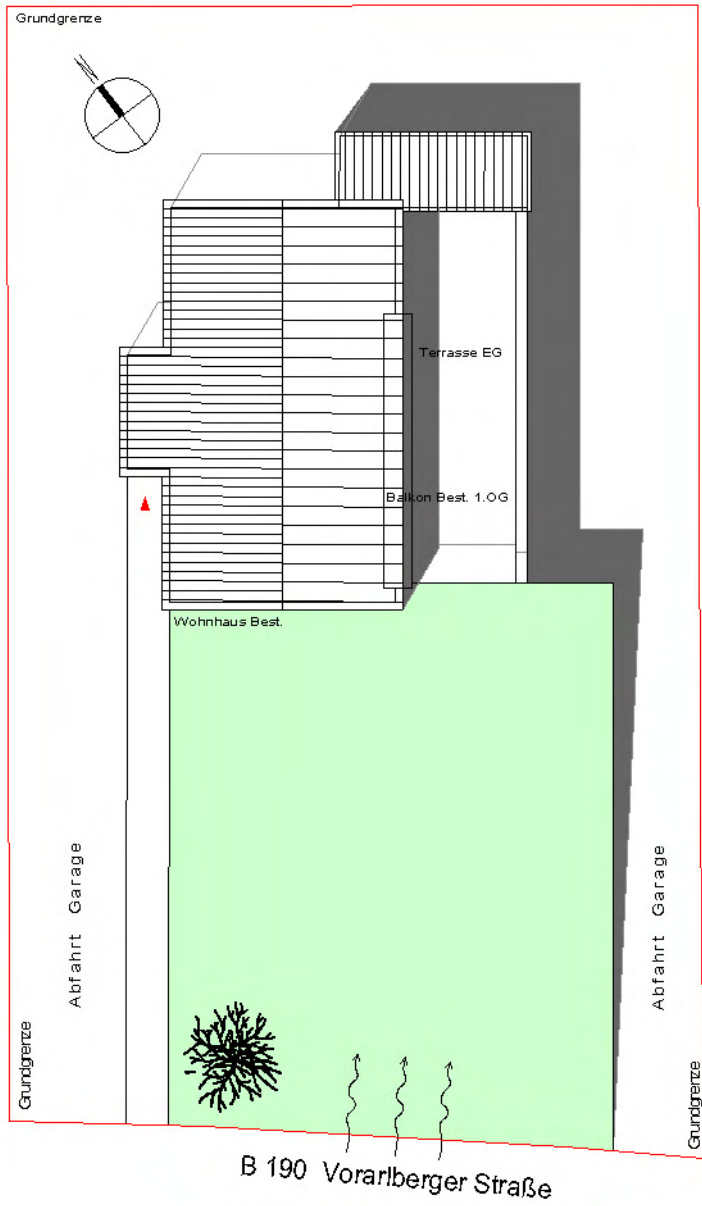 Grundgrenze
Terrasse EG
Balkon Best. 1.OG
Wohnhaus Best.
Abfahrt Garage
Abfahrt Garage
Grundgrenze
Grundgrenze
B 190 Vorarlberger Straße